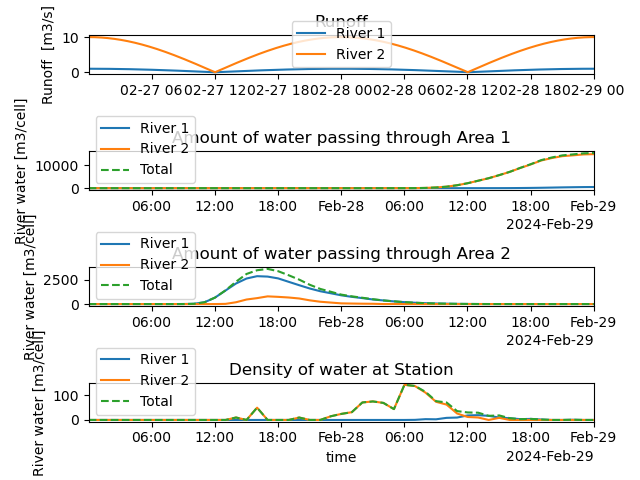 Runoff
Runoff  [m3/s]
10
0
River 1
River 2
02-27 06 02-27 12 02-27 18 02-28 00 02-28 06 02-28 12 02-28 18 02-29 00
Amount of water passing through Area 1
River water [m3/cell]
10000
0
River 1
River 2
Total
06:00 12:00 18:00 Feb-28 06:00 12:00 18:00 Feb-29
2024-Feb-29
Amount of water passing through Area 2
River water [m3/cell]
2500
0
River 1
River 2
Total
06:00 12:00 18:00 Feb-28 06:00 12:00 18:00 Feb-29
2024-Feb-29
Density of water at Station
River water [m3/cell]
100
0
River 1
River 2
Total
06:00 12:00 18:00 Feb-28 06:00 12:00 18:00 Feb-29
time
2024-Feb-29